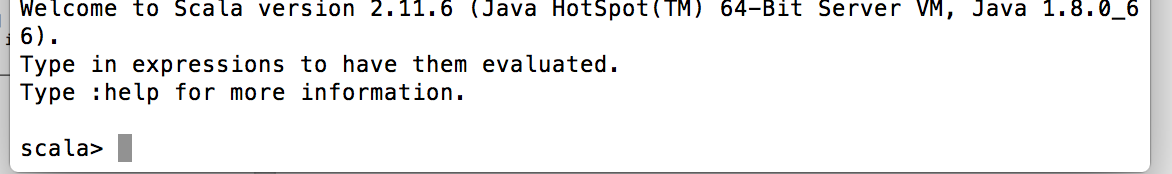 Welcome to Scala version 2.11.6 (Java HotSpot(TM) 64-Bit Server VM, Java 1.8.0_6
6).
Type in expressions to have them evaluated.
Type :help for more information.
scala>